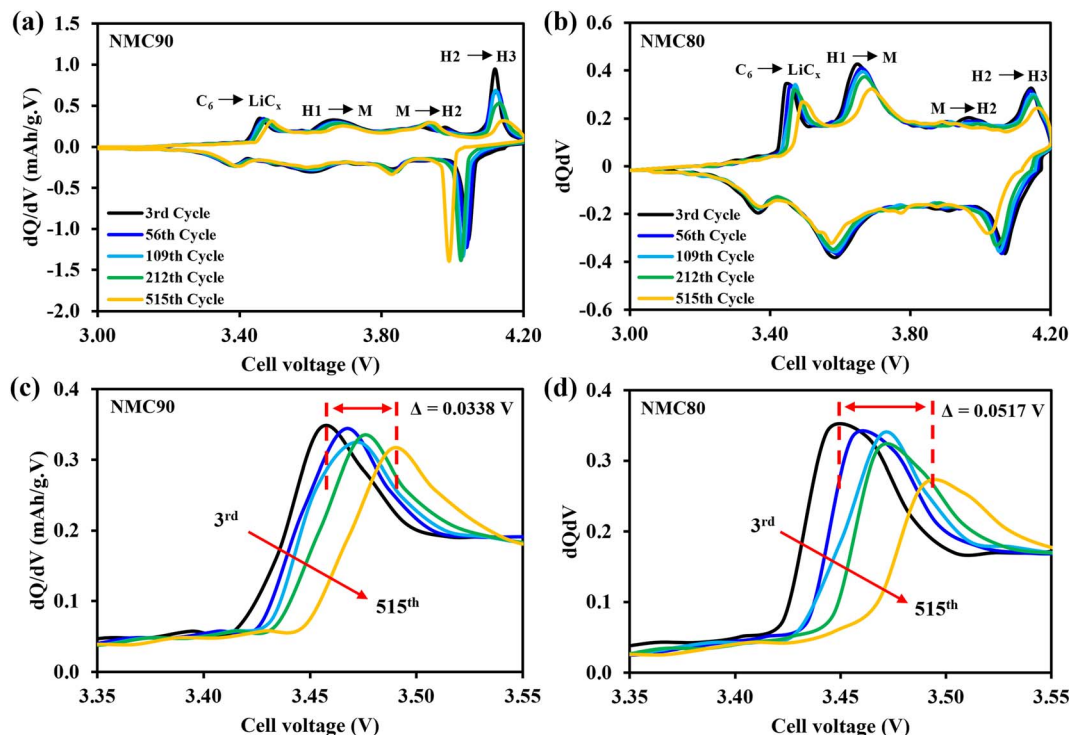 (a)
NMC90
H2 → H3
C₆ → LiCₓ
H1 → M
M → H2
dQ/dV (mAh/g.V)
1.5
1.0
0.5
0.0
-0.5
-1.0
-1.5
-2.0
3rd Cycle
56th Cycle
109th Cycle
212th Cycle
515th Cycle
3.00 3.40 3.80 4.20
Cell voltage (V)
(b)
NMC80
H1 → M
C₆ → LiCₓ
H2 → H3
M → H2
dQdV
0.6
0.4
0.2
0
-0.2
-0.4
-0.6
3rd Cycle
56th Cycle
109th Cycle
212th Cycle
515th Cycle
3.00 3.40 3.80 4.20
Cell voltage (V)
(c)
NMC90
Δ = 0.0338 V
dQ/dV (mAh/g.V)
0.4
0.3
0.2
0.1
0.0
3ʳᵈ
515ᵗʰ
3.35 3.40 3.45 3.50 3.55
Cell voltage (V)
(d)
NMC80
Δ = 0.0517 V
dQdV
0.4
0.3
0.2
0.1
0
3ʳᵈ
515ᵗʰ
3.35 3.40 3.45 3.50 3.55
Cell voltage (V)